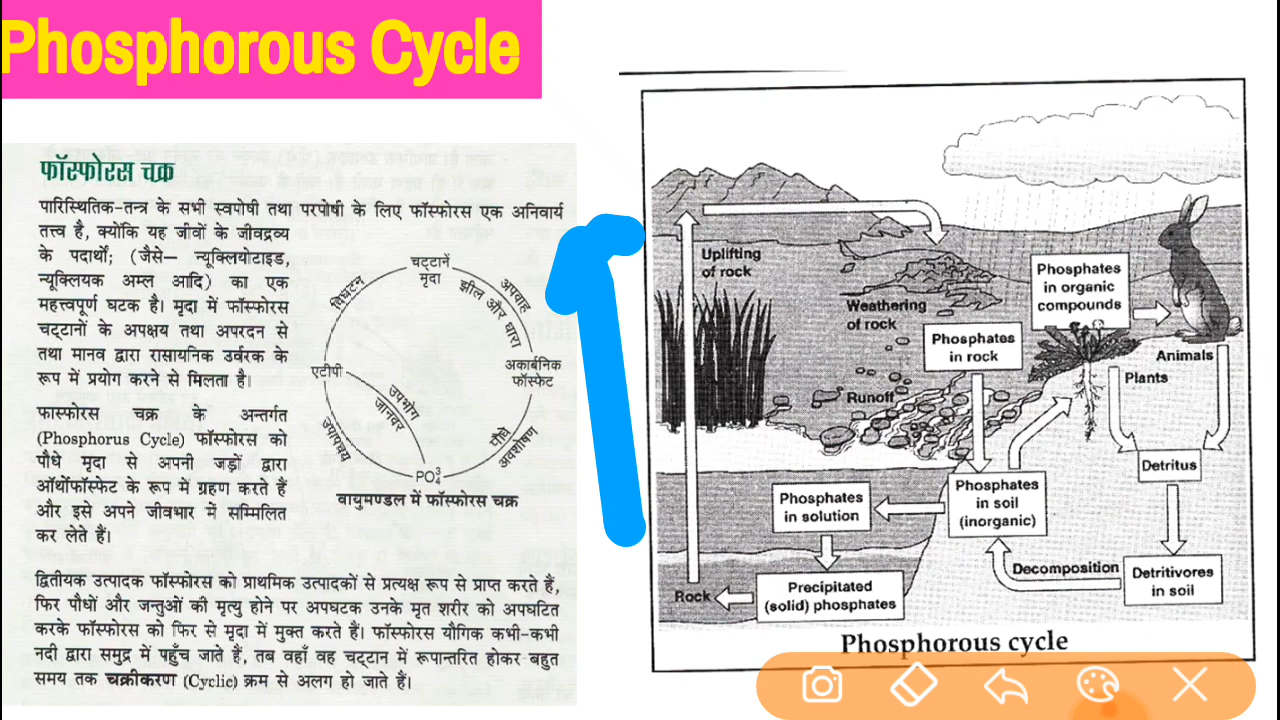 Phosphorous Cycle
फॉस्फोरस चक्र
पारिस्थितिक-तन्त्र के सभी स्वपोषी तथा परपोषी के लिए फॉस्फोरस एक अनिवार्य
तत्त्व है, क्योंकि यह जीवों के जीवद्रव्य
के पदार्थों; (जैसे— न्यूक्लियोटाइड,
न्यूक्लियक अम्ल आदि) का एक
महत्त्वपूर्ण घटक है। मृदा में फॉस्फोरस
चट्टानों के अपक्षय तथा अपरदन से
तथा मानव द्वारा रासायनिक उर्वरक के
रूप में प्रयोग करने से मिलता है।
फास्फोरस चक्र के अन्तर्गत
(Phosphorus Cycle) फॉस्फोरस को
पौधे मृदा से अपनी जड़ों द्वारा
ऑर्थोफॉस्फेट के रूप में ग्रहण करते हैं
और इसे अपने जीवभार में सम्मिलित
कर लेते हैं।
चट्टानें
मृदा
विघटन
अपवाह
झील और धारा
एटीपी
अकार्बनिक
फॉस्फेट
उपभोग
जानवर
उपापचय
पौधे
अवशोषण
PO₄³
वायुमण्डल में फॉस्फोरस चक्र
द्वितीयक उत्पादक फॉस्फोरस को प्राथमिक उत्पादकों से प्रत्यक्ष रूप से प्राप्त करते हैं,
फिर पौधों और जन्तुओं की मृत्यु होने पर अपघटक उनके मृत शरीर को अपघटित
करके फॉस्फोरस को फिर से मृदा में मुक्त करते हैं। फॉस्फोरस यौगिक कभी-कभी
नदी द्वारा समुद्र में पहुँच जाते हैं, तब वहाँ वह चट्टान में रूपान्तरित होकर बहुत
समय तक चक्रीकरण (Cyclic) क्रम से अलग हो जाते हैं।
Uplifting
of rock
Weathering
of rock
Phosphates
in organic
compounds
Phosphates
in rock
Animals
Plants
Runoff
Detritus
Phosphates
in solution
Phosphates
in soil
(inorganic)
Decomposition
Detritivores
in soil
Rock
Precipitated
(solid) phosphates
Phosphorous cycle